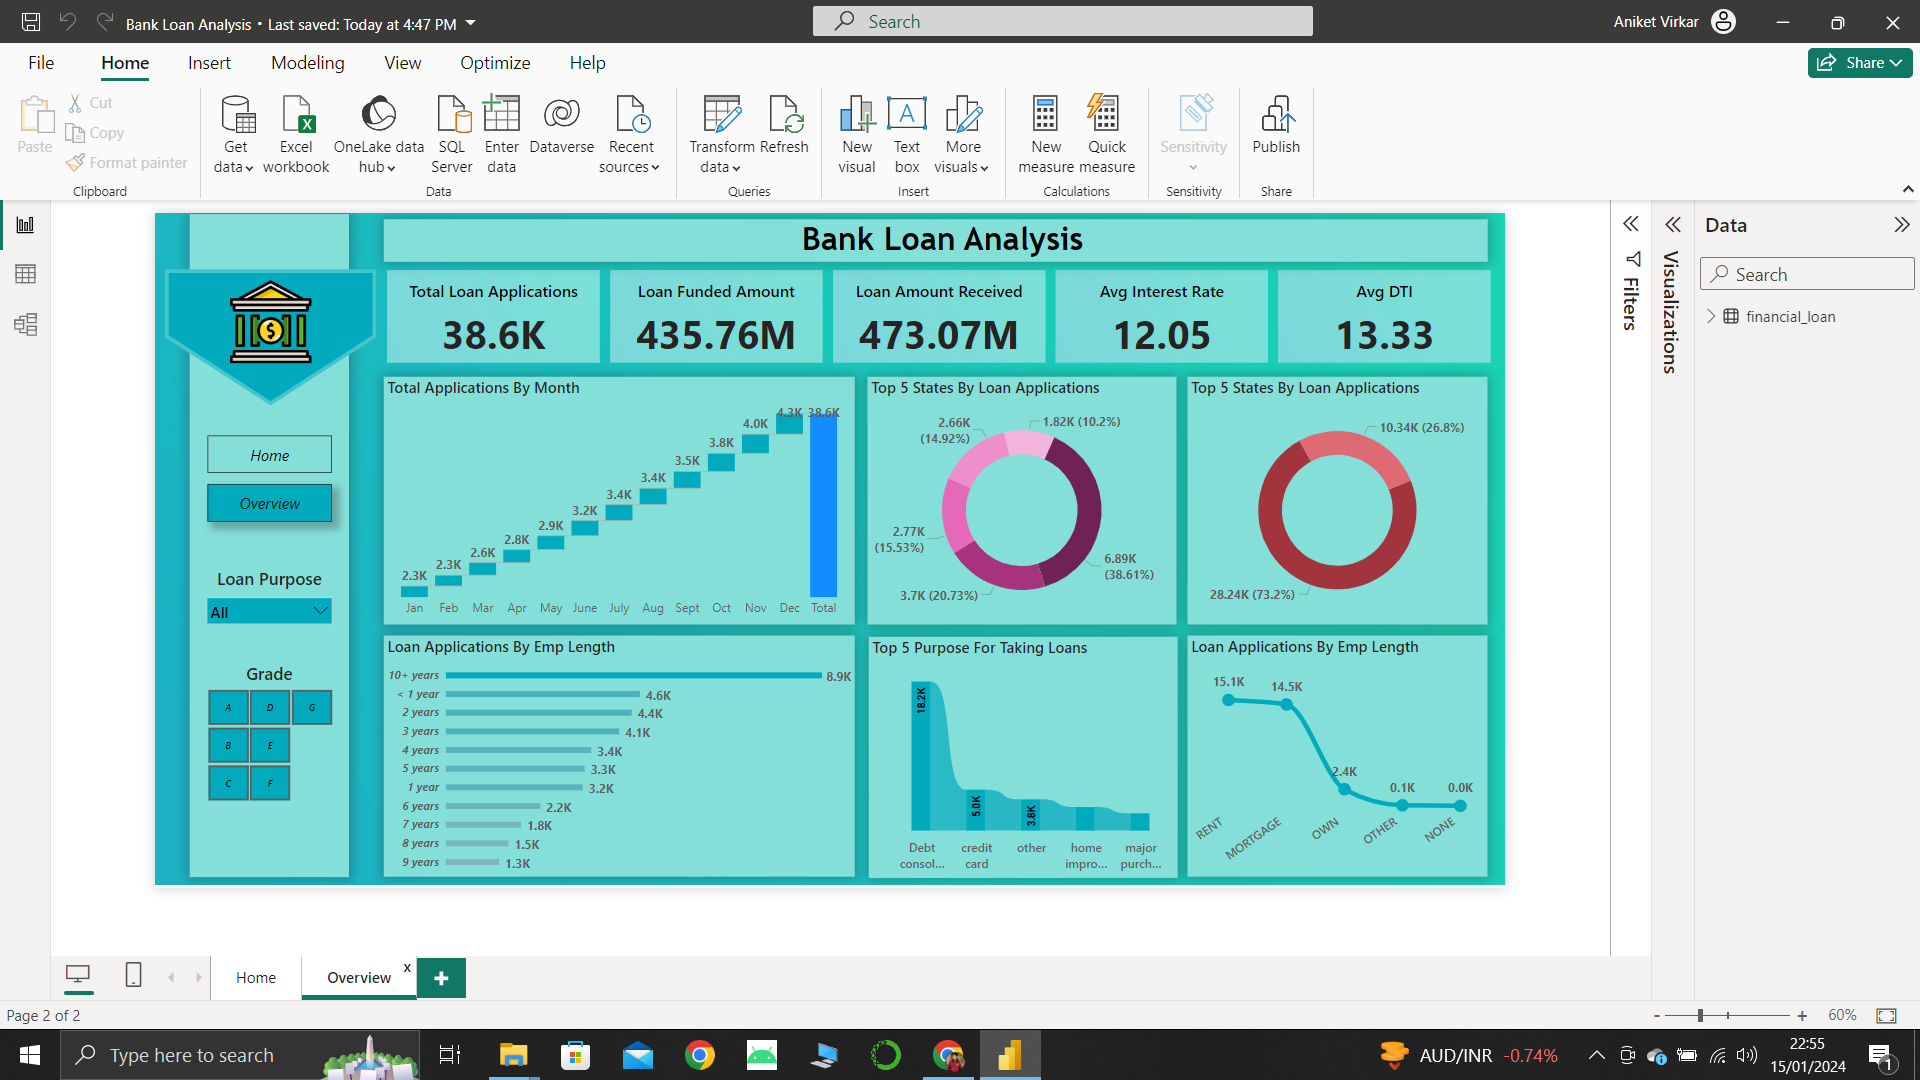 Bank Loan Analysis • Last saved: Today at 4:47 PM
Search
Aniket Virkar
File Home Insert Modeling View Optimize Help
Share
Paste
Cut
Copy
Format painter
Clipboard
Get data
Excel workbook
OneLake data hub
SQL Server
Enter data
Dataverse
Recent sources
Data
Transform data
Refresh
Queries
New visual
Text box
More visuals
Insert
New measure
Quick measure
Calculations
Sensitivity
Sensitivity
Publish
Share
Bank Loan Analysis
Total Loan Applications
38.6K
Loan Funded Amount
435.76M
Loan Amount Received
473.07M
Avg Interest Rate
12.05
Avg DTI
13.33
Home
Overview
Loan Purpose
All
Grade
A D G
B E
C F
Total Applications By Month
2.3K 2.3K 2.6K 2.8K 2.9K 3.2K 3.4K 3.4K 3.5K 3.8K 4.0K 4.3K 38.6K
Jan Feb Mar Apr May June July Aug Sept Oct Nov Dec Total
Top 5 States By Loan Applications
2.66K (14.92%)
1.82K (10.2%)
2.77K (15.53%)
6.89K (38.61%)
3.7K (20.73%)
Top 5 States By Loan Applications
10.34K (26.8%)
28.24K (73.2%)
Loan Applications By Emp Length
10+ years 8.9K
< 1 year 4.6K
2 years 4.4K
3 years 4.1K
4 years 3.4K
5 years 3.3K
1 year 3.2K
6 years 2.2K
7 years 1.8K
8 years 1.5K
9 years 1.3K
Top 5 Purpose For Taking Loans
18.2K 5.0K 3.8K
Debt consol...
credit card
other
home impro...
major purch...
Loan Applications By Emp Length
15.1K 14.5K 2.4K 0.1K 0.0K
RENT MORTGAGE OWN OTHER NONE
Filters
Visualizations
Data
Search
financial_loan
Home
Overview x
Page 2 of 2
- + 60%
Type here to search
AUD/INR -0.74%
22:55
15/01/2024
1